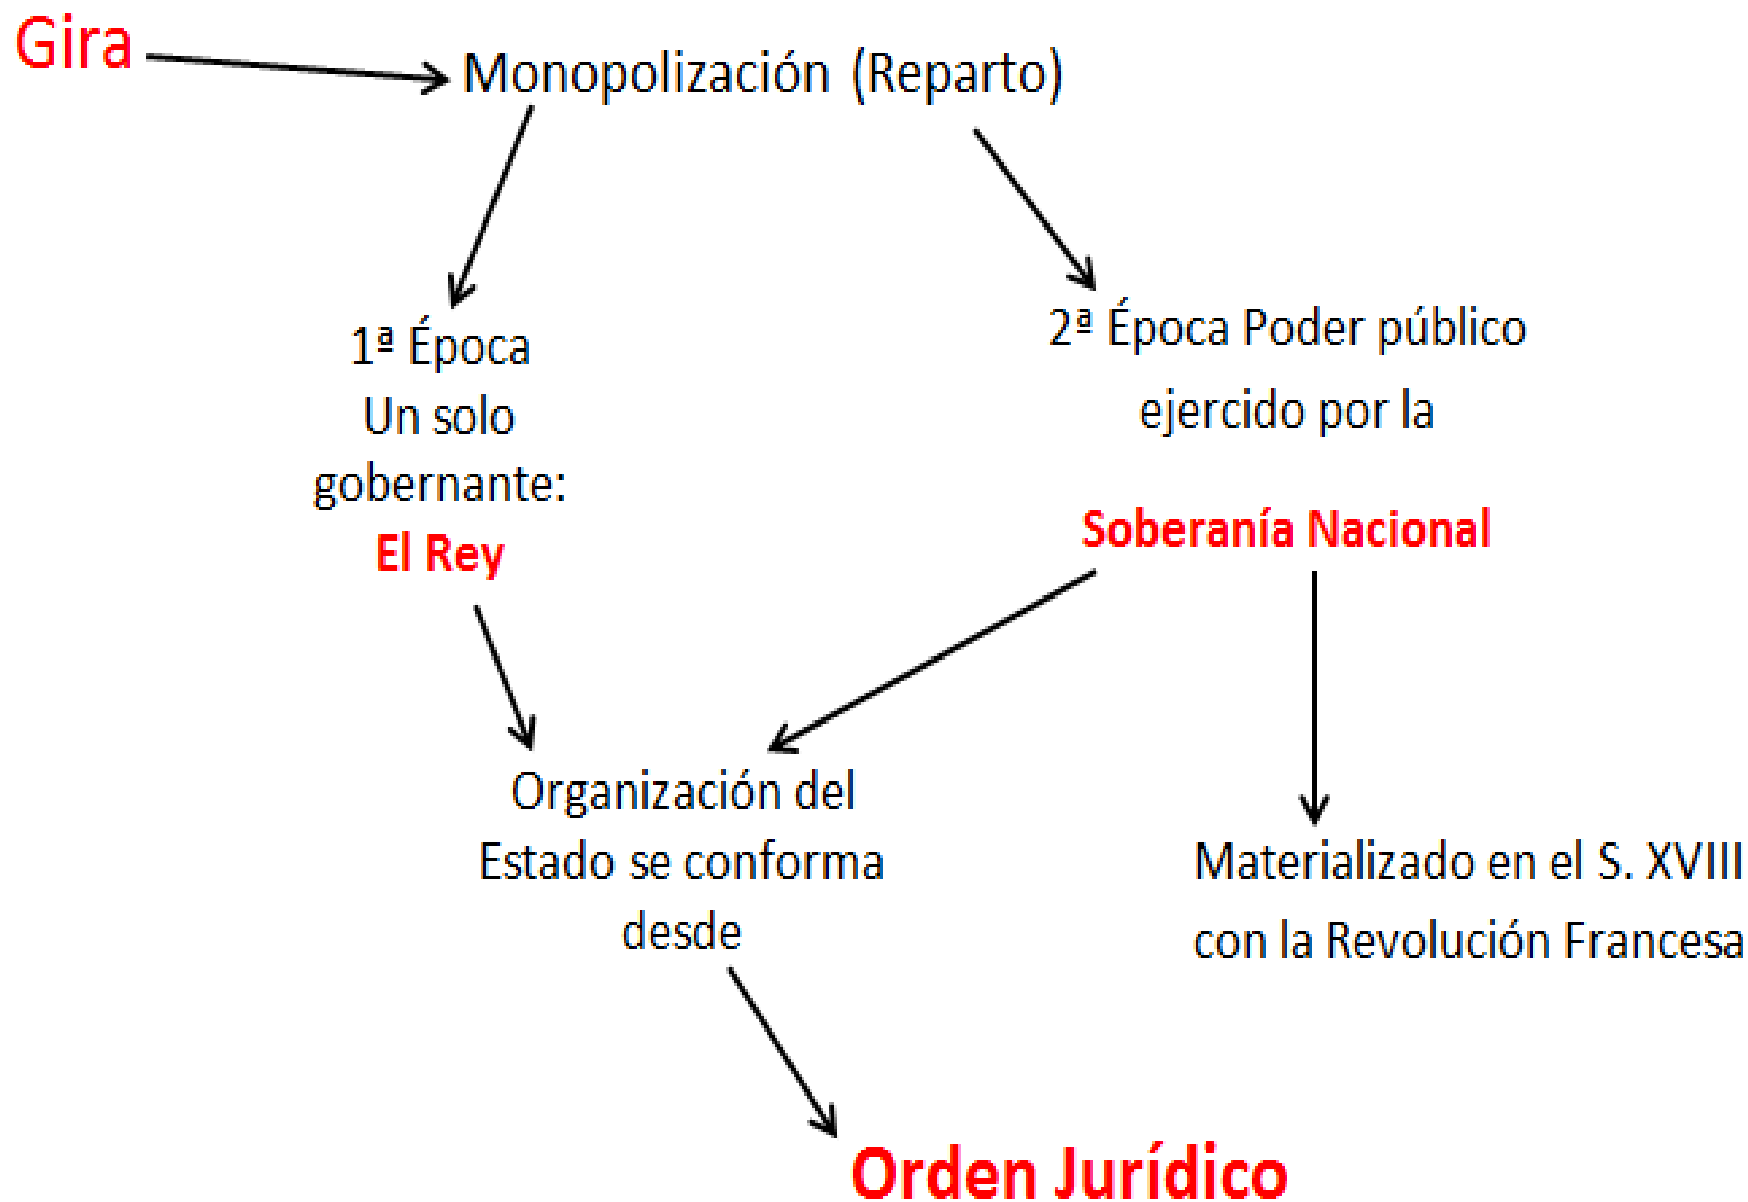 Gira
Monopolización (Reparto)
1ª Época
Un solo
gobernante:
El Rey
2ª Época Poder público
ejercido por la
Soberanía Nacional
Organización del
Estado se conforma
desde
Materializado en el S. XVIII
con la Revolución Francesa
Orden Jurídico